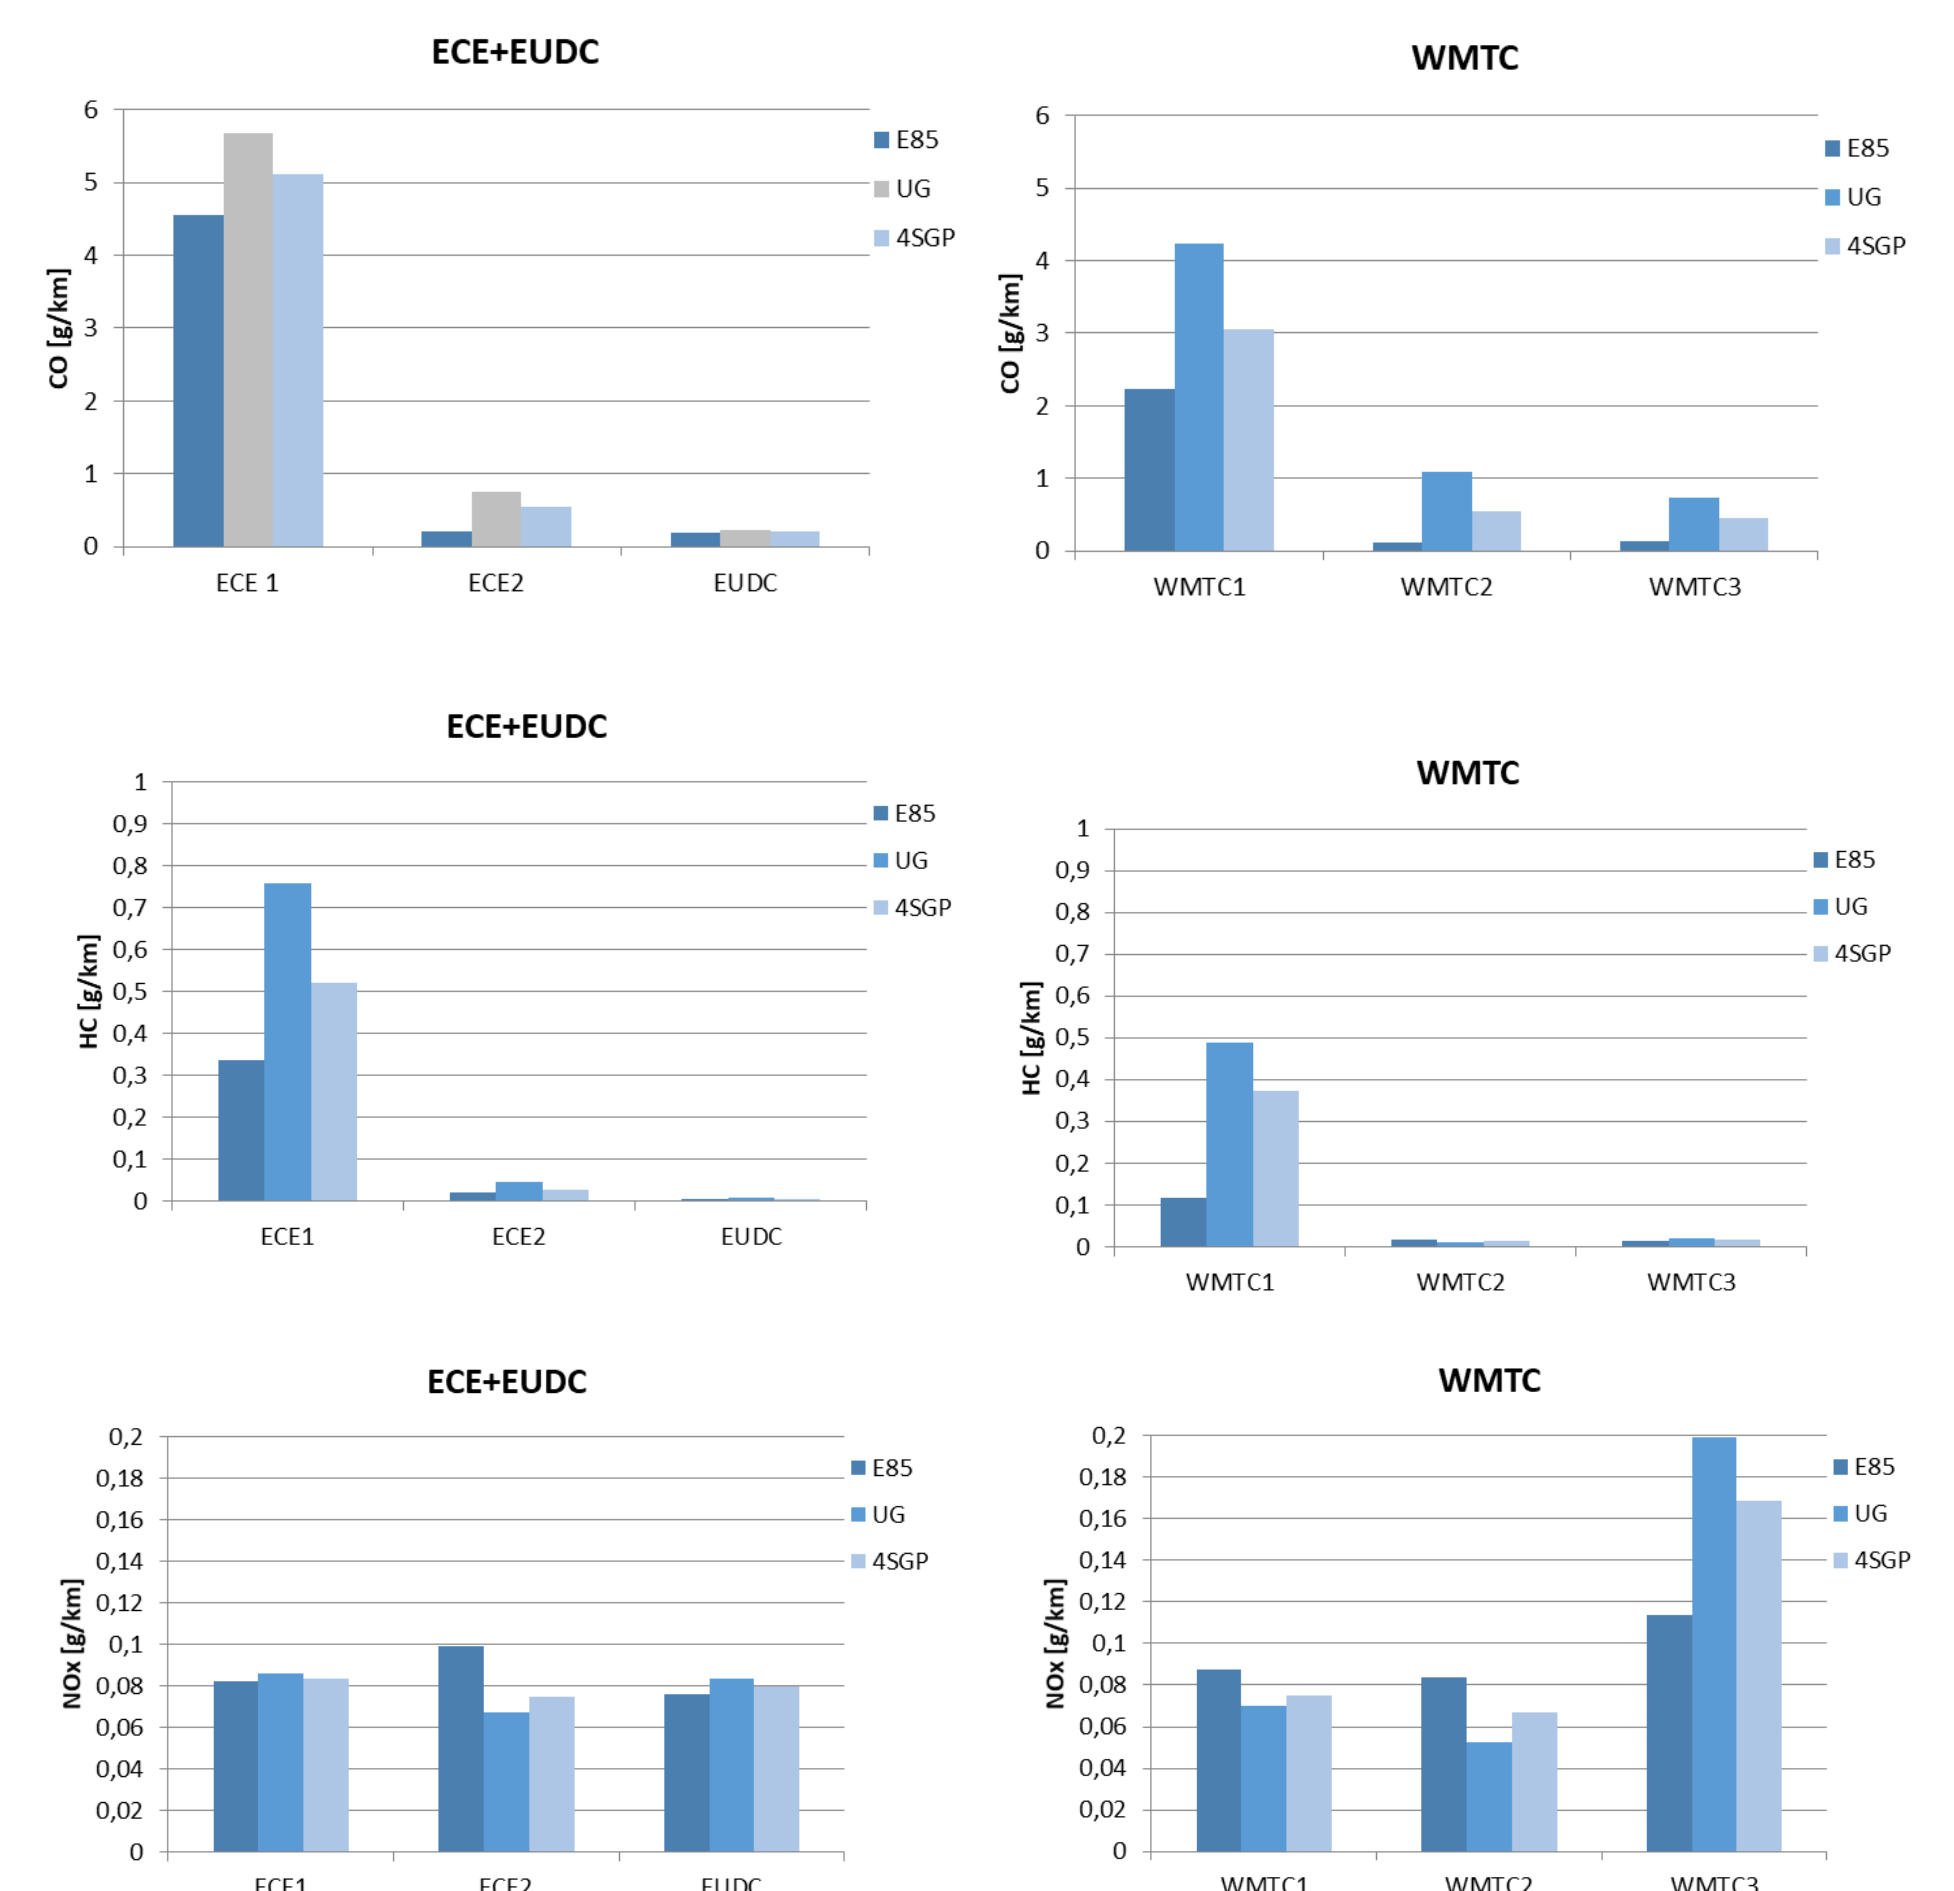 ECE+EUDC
CO [g/km]
6
5
4
3
2
1
0
ECE 1
ECE2
EUDC
E85
UG
4SGP
WMTC
CO [g/km]
6
5
4
3
2
1
0
WMTC1
WMTC2
WMTC3
E85
UG
4SGP
ECE+EUDC
HC [g/km]
1
0,9
0,8
0,7
0,6
0,5
0,4
0,3
0,2
0,1
0
ECE1
ECE2
EUDC
E85
UG
4SGP
WMTC
HC [g/km]
1
0,9
0,8
0,7
0,6
0,5
0,4
0,3
0,2
0,1
0
WMTC1
WMTC2
WMTC3
E85
UG
4SGP
ECE+EUDC
NOx [g/km]
0,2
0,18
0,16
0,14
0,12
0,1
0,08
0,06
0,04
0,02
0
ECE1
ECE2
EUDC
E85
UG
4SGP
WMTC
NOx [g/km]
0,2
0,18
0,16
0,14
0,12
0,1
0,08
0,06
0,04
0,02
0
WMTC1
WMTC2
WMTC3
E85
UG
4SGP